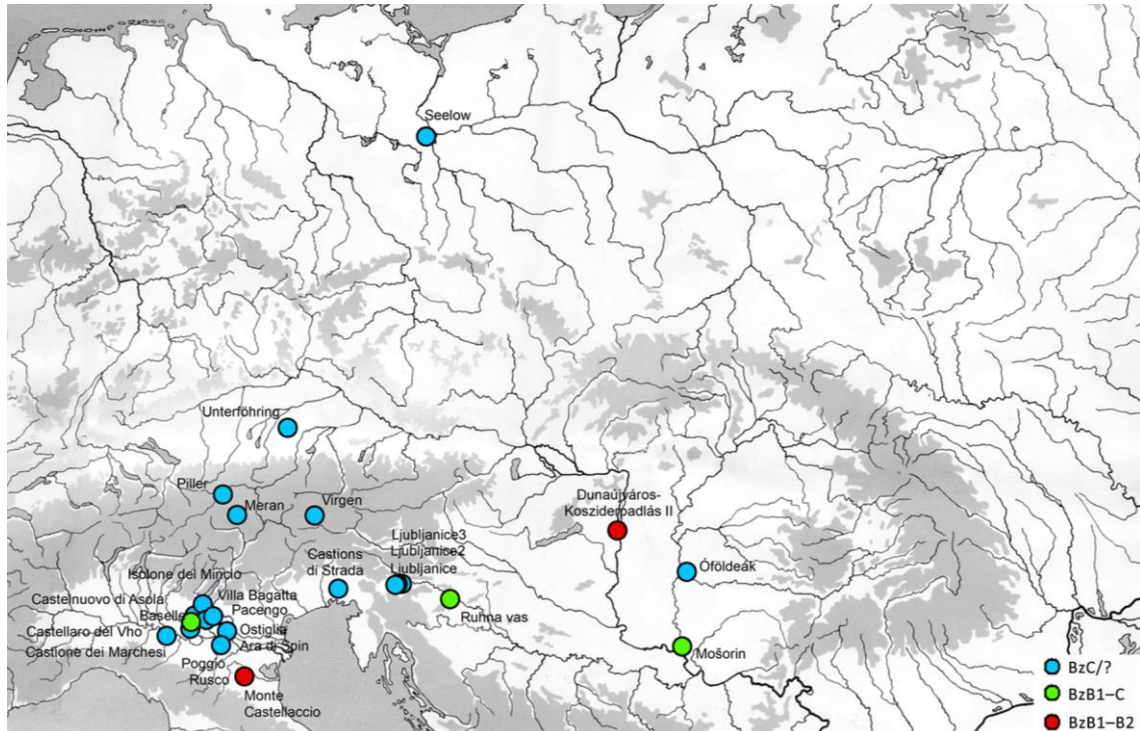 Seelow
Unterföhring
Piller
Meran
Virgen
Dunaújváros-
Kosziderpadlás II
Ljubljanice3
Ljubljanice2
Ljubljanice
Castions
di Strada
Óföldeák
Isolone del Mincio
Castelnuovo di Asola
Villa Bagatta
Baselle
Pacengo
Ruhna vas
Castellaro del Vho
Ostiglia
Castione dei Marchesi
Ara di Spin
Mošorin
Poggio
Rusco
Monte
Castellaccio
BzC/?
BzB1–C
BzB1–B2